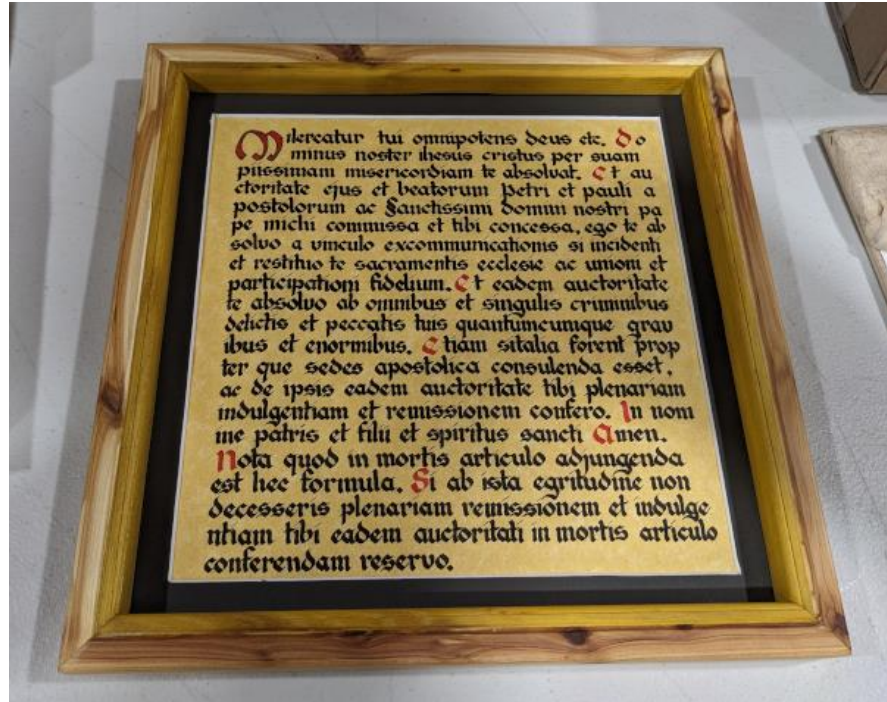 Misereatur tui omnipotens deus etc. Do
minus noster ihesus cristus per suam
piissimam misericordiam te absolvat. Et au
ctoritate ejus et beatorum Petri et pauli a
postolorum ac Sanctissimi domini nostri pa
pe michi commissa et tibi concessa, ego te ab
solvo a vinculo excommunicationis si incidenti
et restituo te sacramentis ecclesie ac unioni et
participationi fidelium. Et eadem auctoritate
te absolvo ab omnibus et singulis criminibus
delictis et peccatis tuis quantumcumque grav
ibus et enormibus. Etiam sitalia forent prop
ter que sedes apostolica consulenda esset,
ac de ipsis eadem auctoritate tibi plenariam
indulgentiam et remissionem confero. In nomi
ne patris et filii et spiritus sancti Amen.
Nota quod in mortis articulo adjungenda
est hec formula. Si ab ista egritudine non
decesseris plenariam remissionem et indulge
ntiam tibi eadem auctoritati in mortis articulo
conferendam reservo.